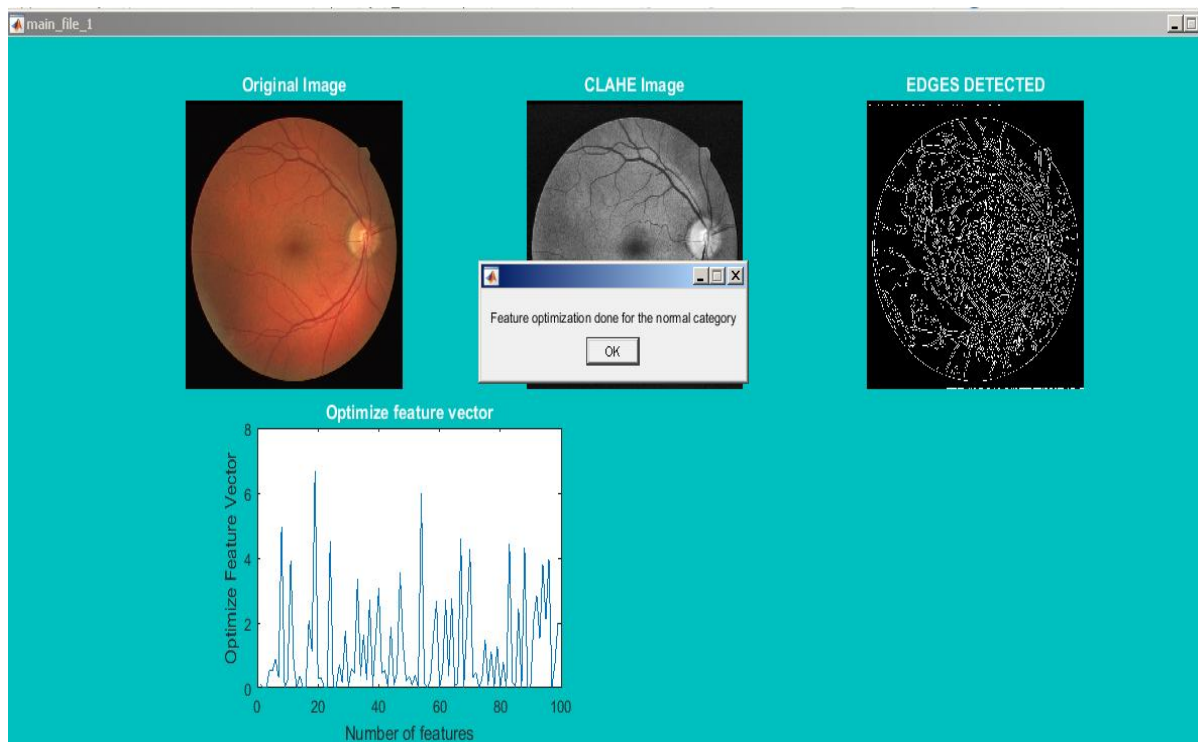 main_file_1
Original Image
CLAHE Image
EDGES DETECTED
Feature optimization done for the normal category
OK
Optimize feature vector
Optimize Feature Vector
8
6
4
2
0
0 20 40 60 80 100
Number of features